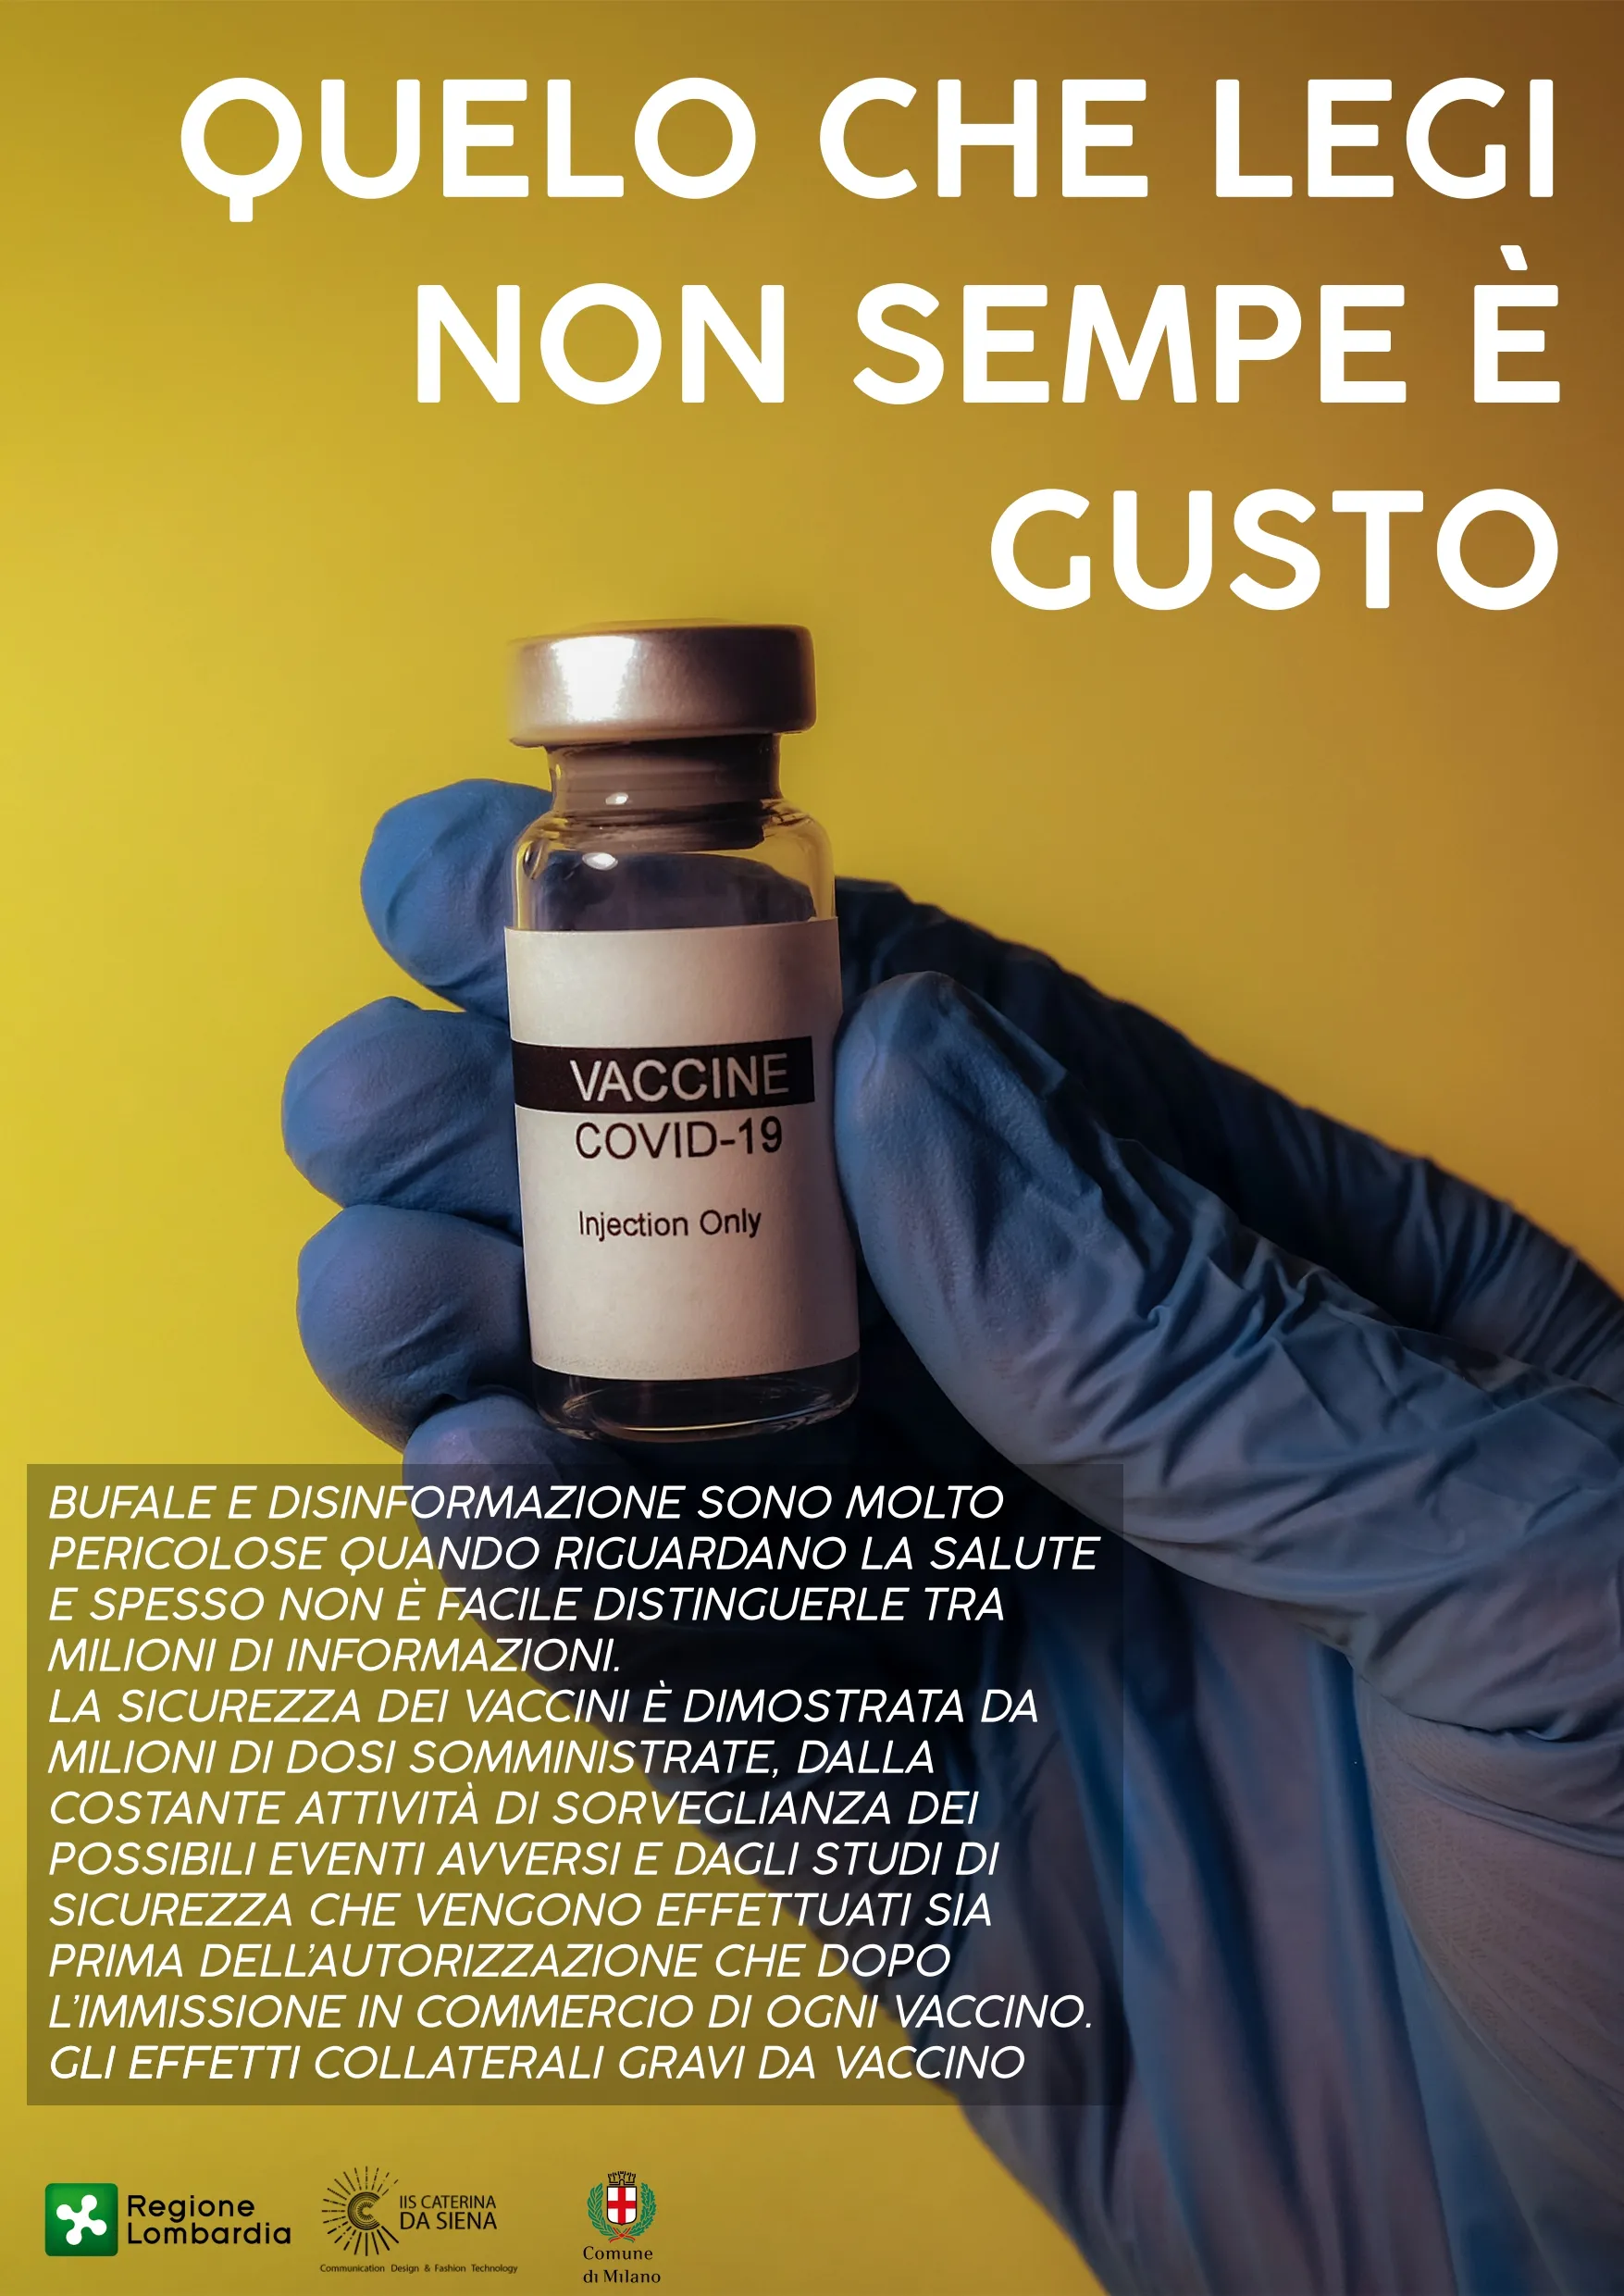 QUELO CHE LEGI
NON SEMPE È
GUSTO
VACCINE
COVID-19
Injection Only
BUFALE E DISINFORMAZIONE SONO MOLTO
PERICOLOSE QUANDO RIGUARDANO LA SALUTE
E SPESSO NON È FACILE DISTINGUERLE TRA
MILIONI DI INFORMAZIONI.
LA SICUREZZA DEI VACCINI È DIMOSTRATA DA
MILIONI DI DOSI SOMMINISTRATE, DALLA
COSTANTE ATTIVITÀ DI SORVEGLIANZA DEI
POSSIBILI EVENTI AVVERSI E DAGLI STUDI DI
SICUREZZA CHE VENGONO EFFETTUATI SIA
PRIMA DELL'AUTORIZZAZIONE CHE DOPO
L'IMMISSIONE IN COMMERCIO DI OGNI VACCINO.
GLI EFFETTI COLLATERALI GRAVI DA VACCINO
Regione
Lombardia
IIS CATERINA
DA SIENA
Communication Design & Fashion Technology
Comune
di Milano